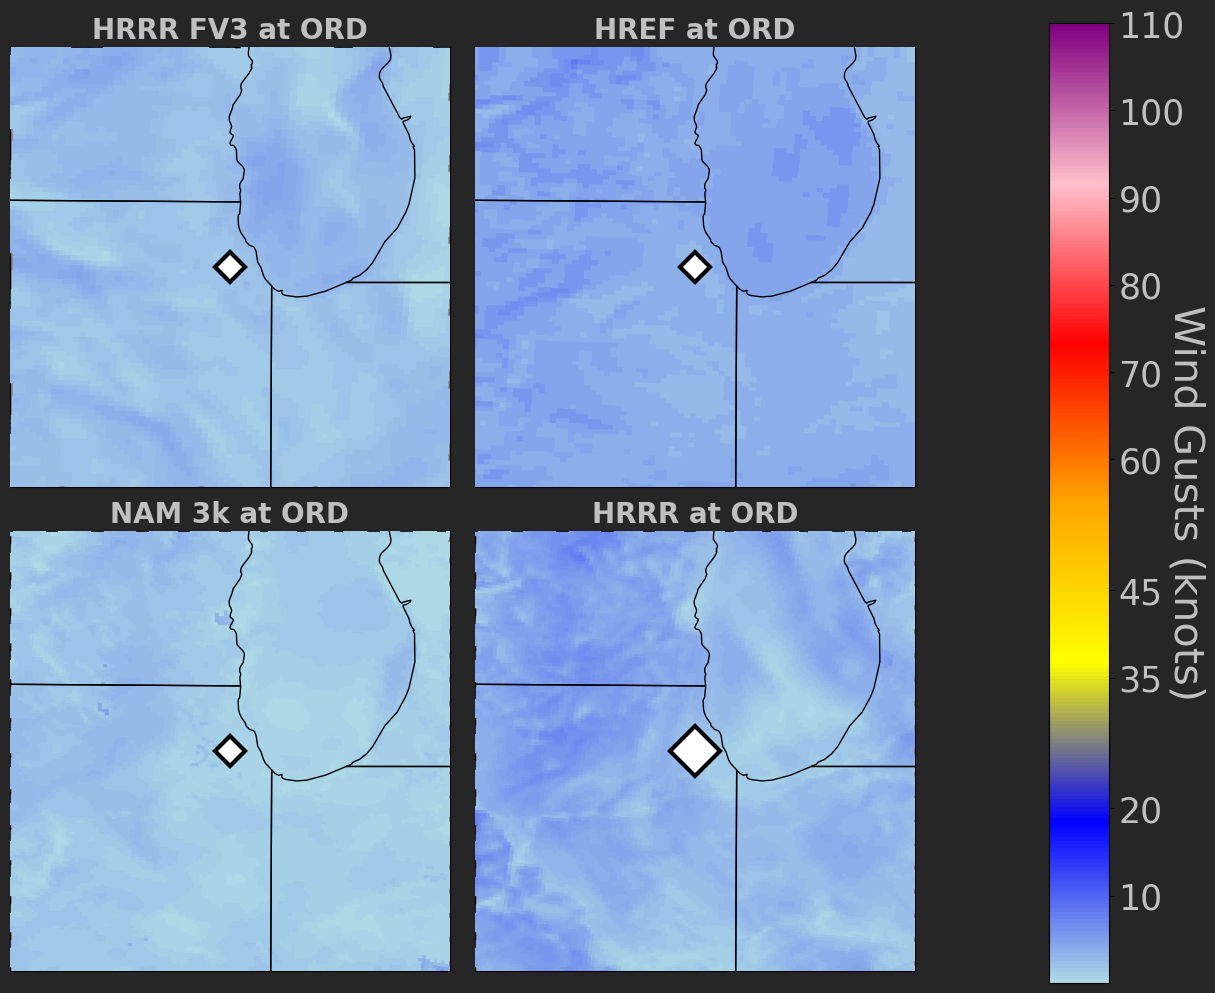 HRRR FV3 at ORD
HREF at ORD
NAM 3k at ORD
HRRR at ORD
110
100
90
80
70
60
45
35
20
10
Wind Gusts (knots)